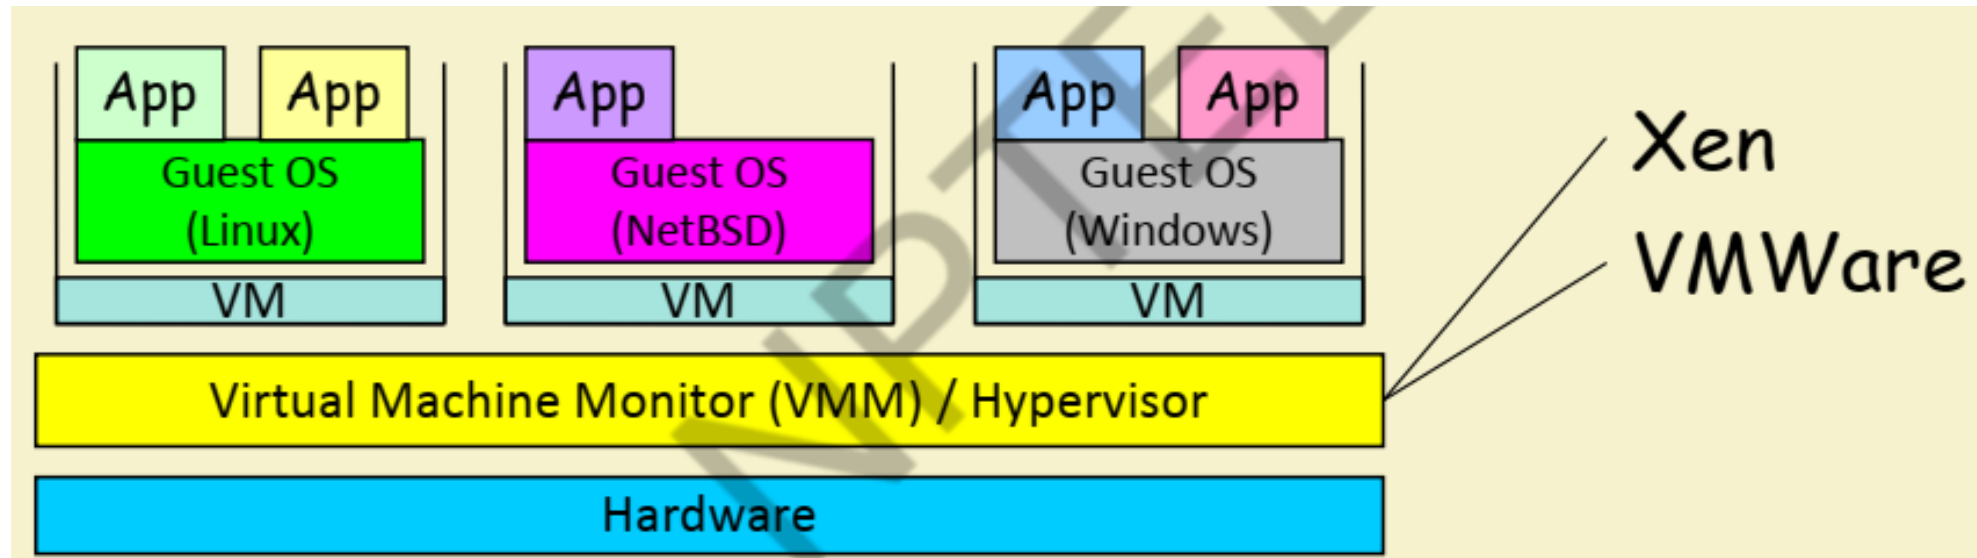 App App App App App
Guest OS
(Linux)
Guest OS
(NetBSD)
Guest OS
(Windows)
VM VM VM
Xen
VMWare
Virtual Machine Monitor (VMM) / Hypervisor
Hardware
NPTEL